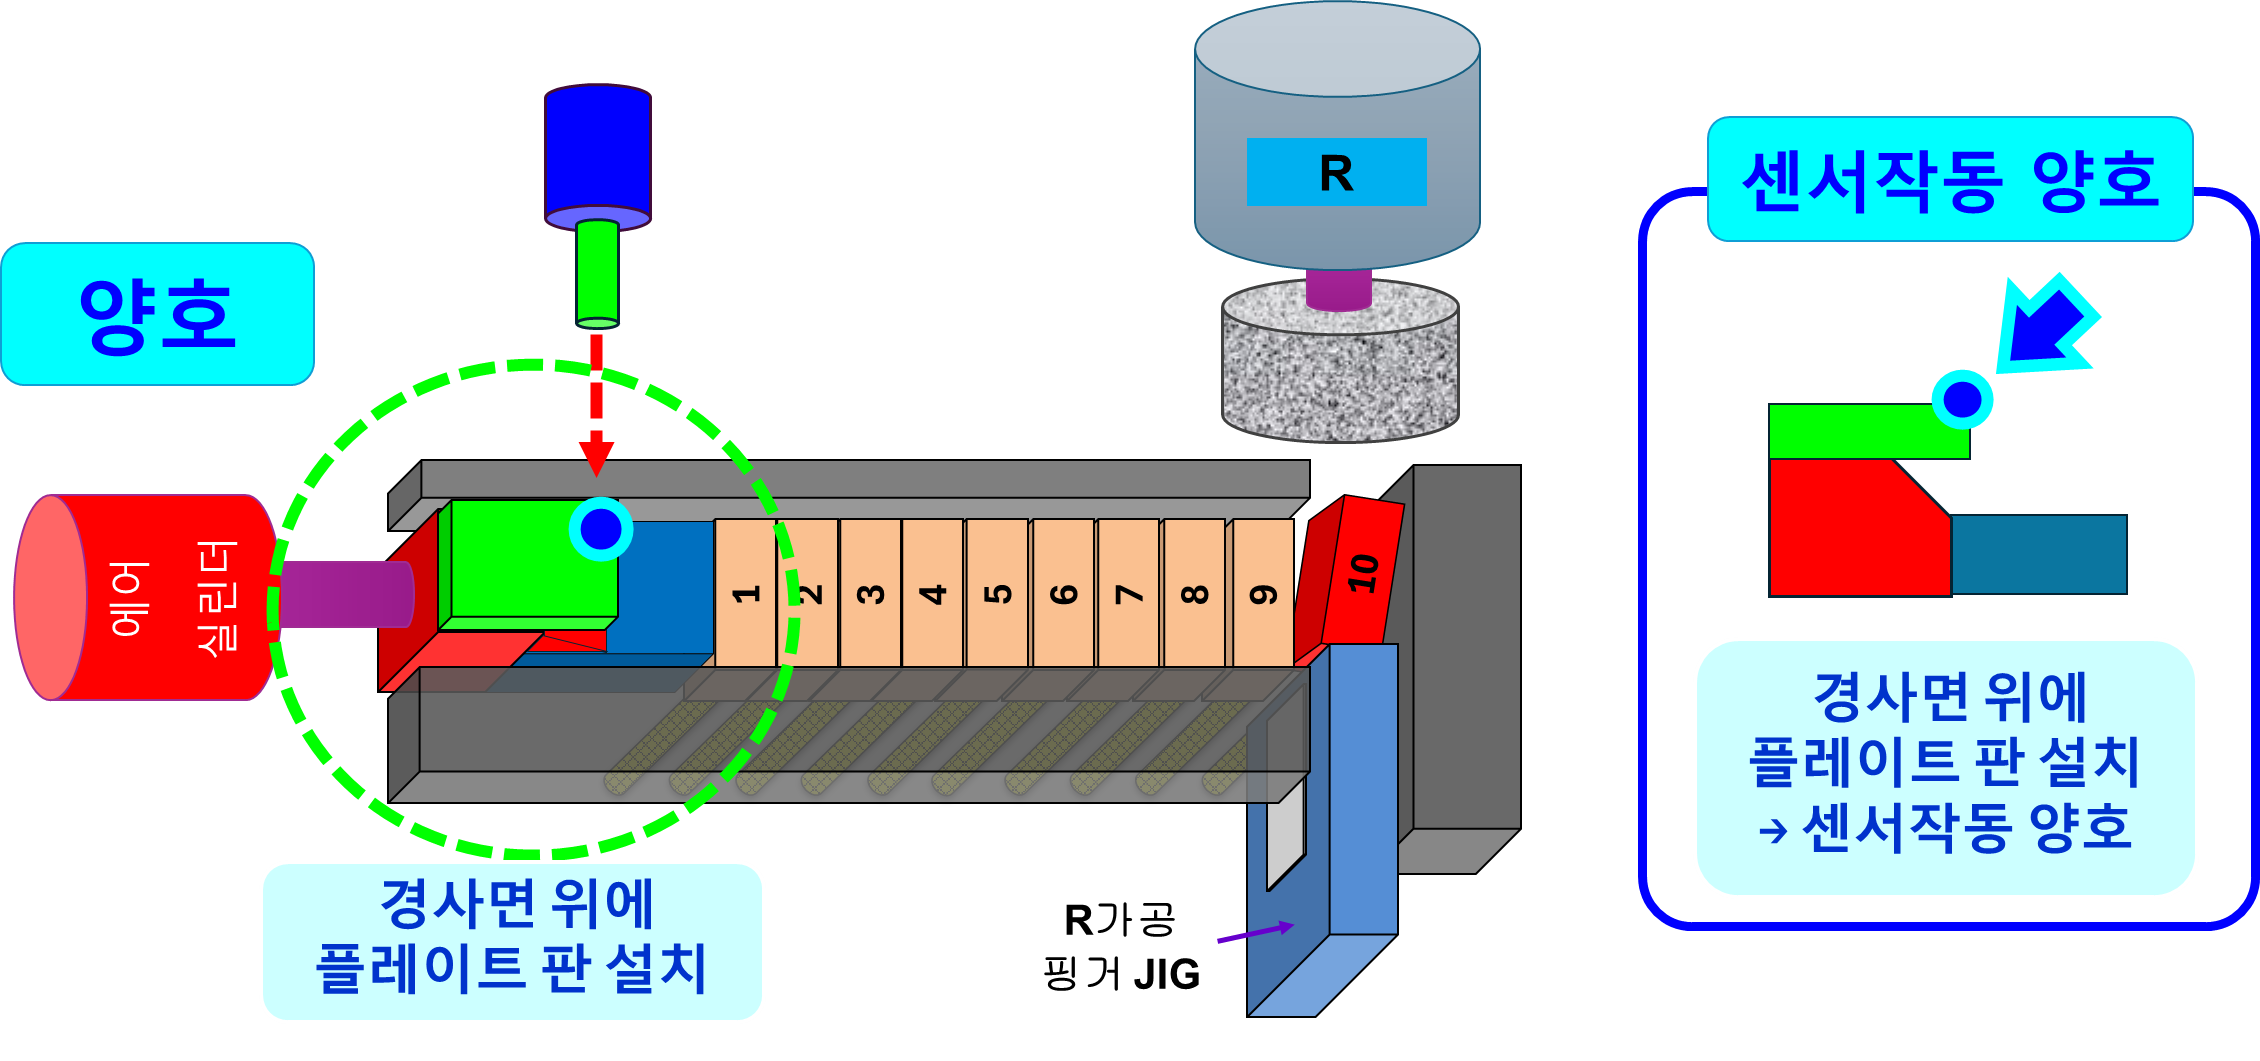 R
센서작동 양호
양호
에어
실린더
1
2
3
4
5
6
7
8
9
10
경사면 위에
플레이트 판 설치
→ 센서작동 양호
경사면 위에
플레이트 판 설치
R가공
핑거 JIG